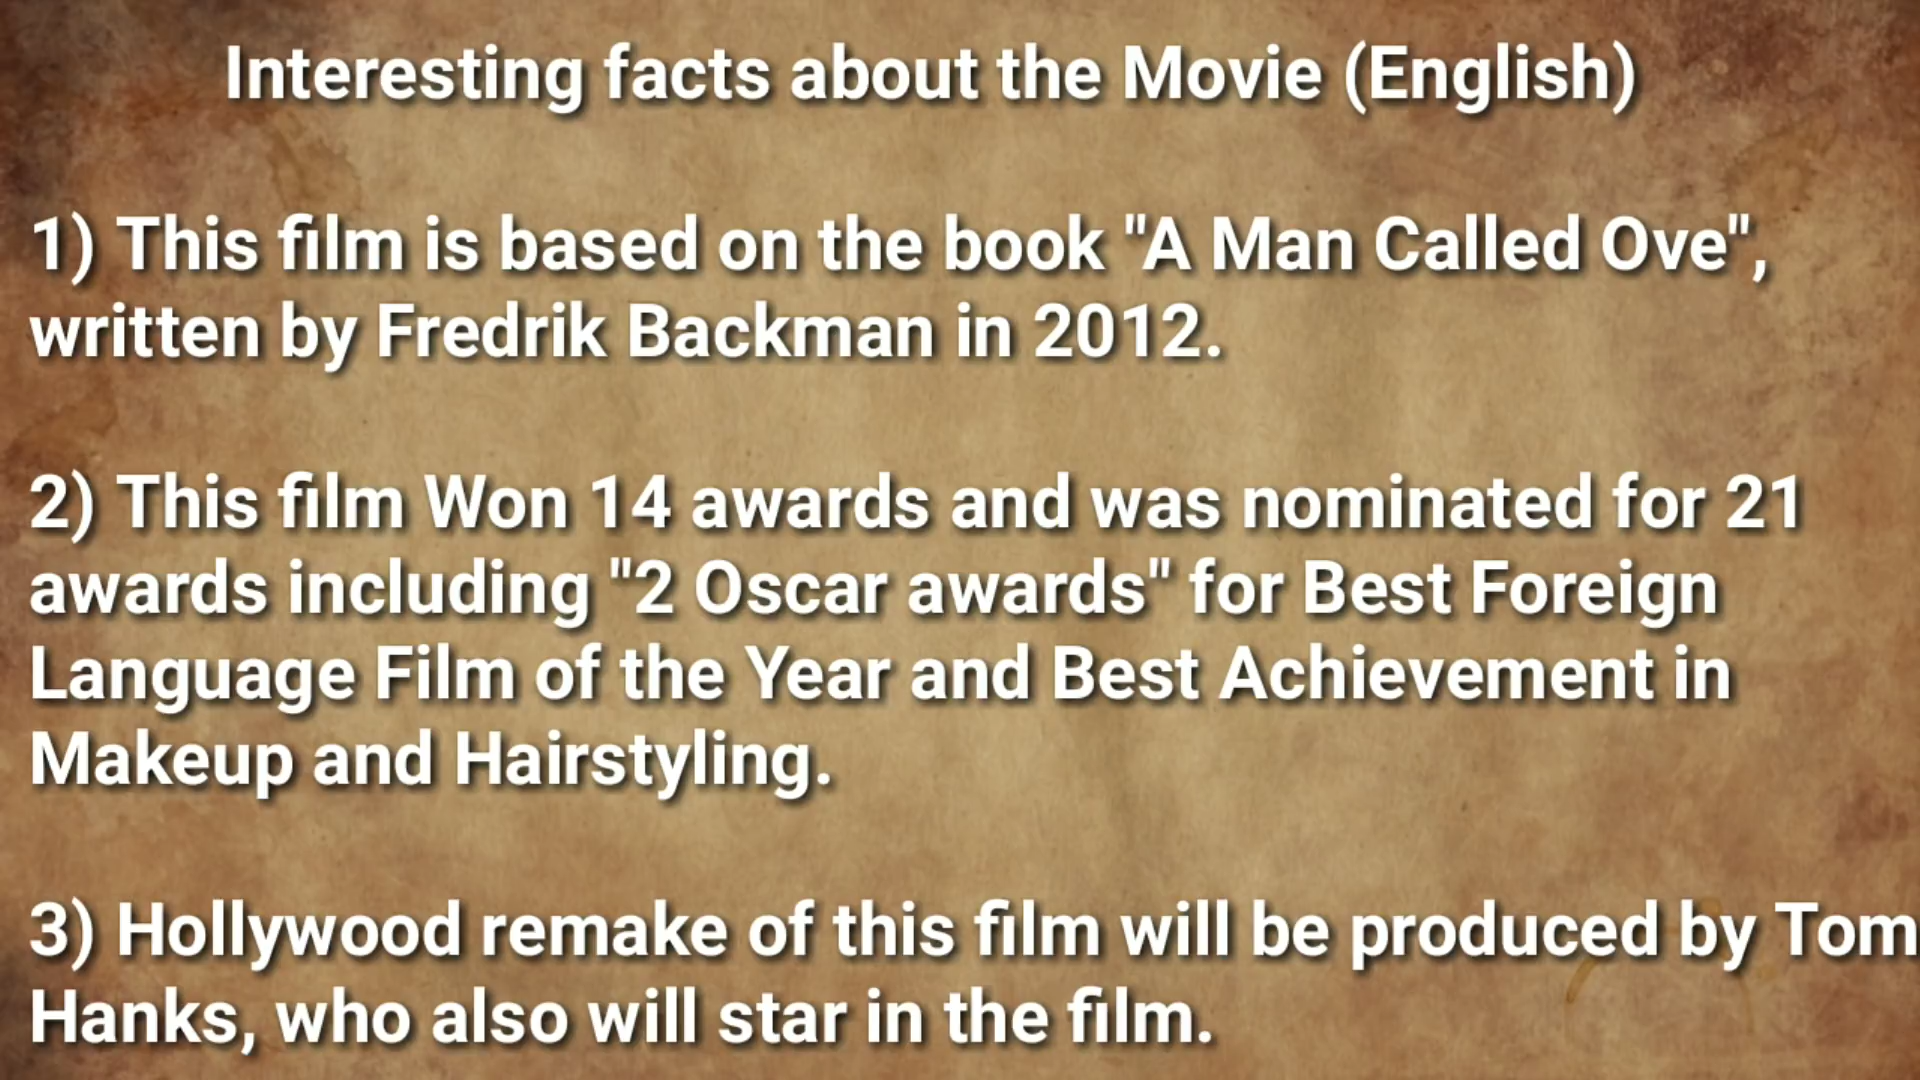 Interesting facts about the Movie (English)
1) This film is based on the book "A Man Called Ove",
written by Fredrik Backman in 2012.
2) This film Won 14 awards and was nominated for 21
awards including "2 Oscar awards" for Best Foreign
Language Film of the Year and Best Achievement in
Makeup and Hairstyling.
3) Hollywood remake of this film will be produced by Tom
Hanks, who also will star in the film.